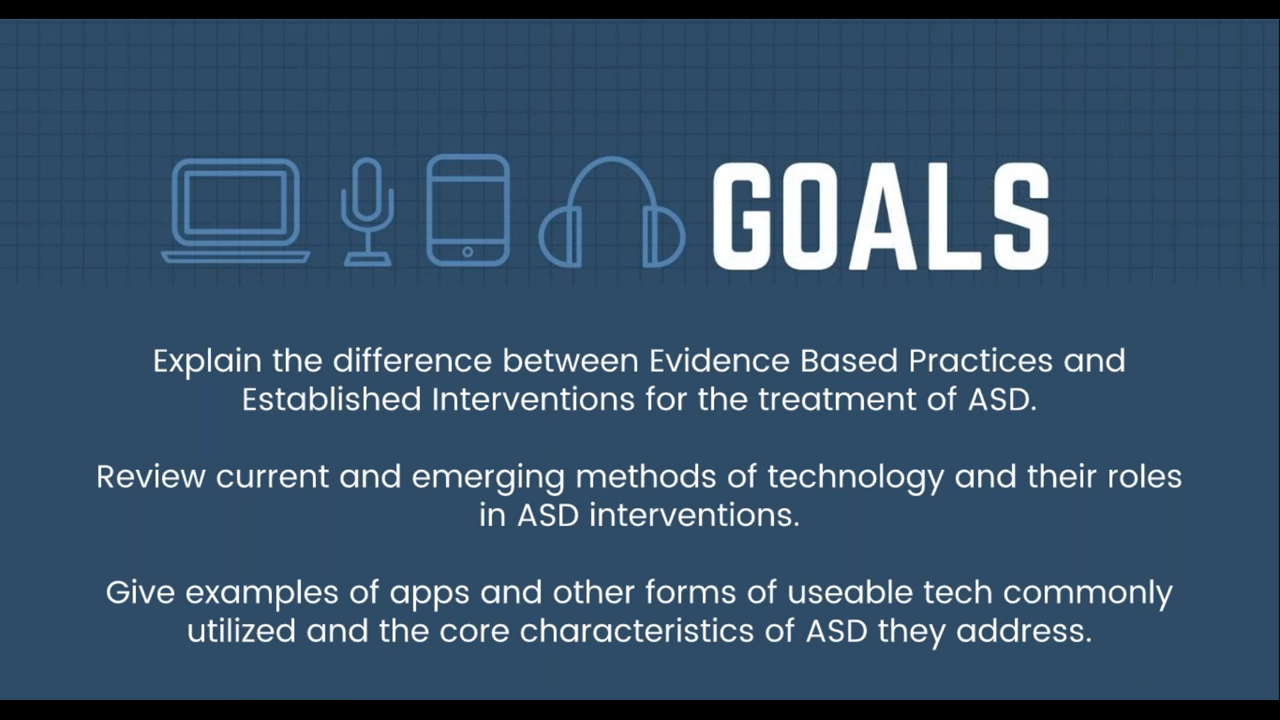 GOALS
Explain the difference between Evidence Based Practices and
Established Interventions for the treatment of ASD.
Review current and emerging methods of technology and their roles
in ASD interventions.
Give examples of apps and other forms of useable tech commonly
utilized and the core characteristics of ASD they address.